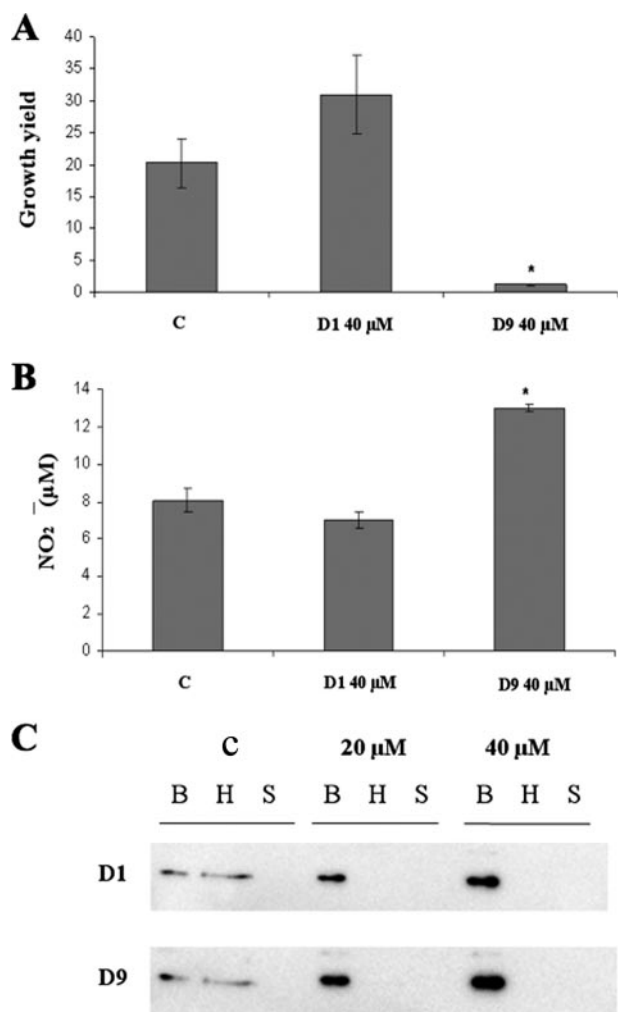 A
40
35
30
25
20
15
10
5
0
Growth yield
*
C D1 40 µM D9 40 µM
B
14
12
10
8
6
4
2
0
NO₂ ¯(µM)
*
C D1 40 µM D9 40 µM
C
C 20 µM 40 µM
B H S B H S B H S
D1
D9